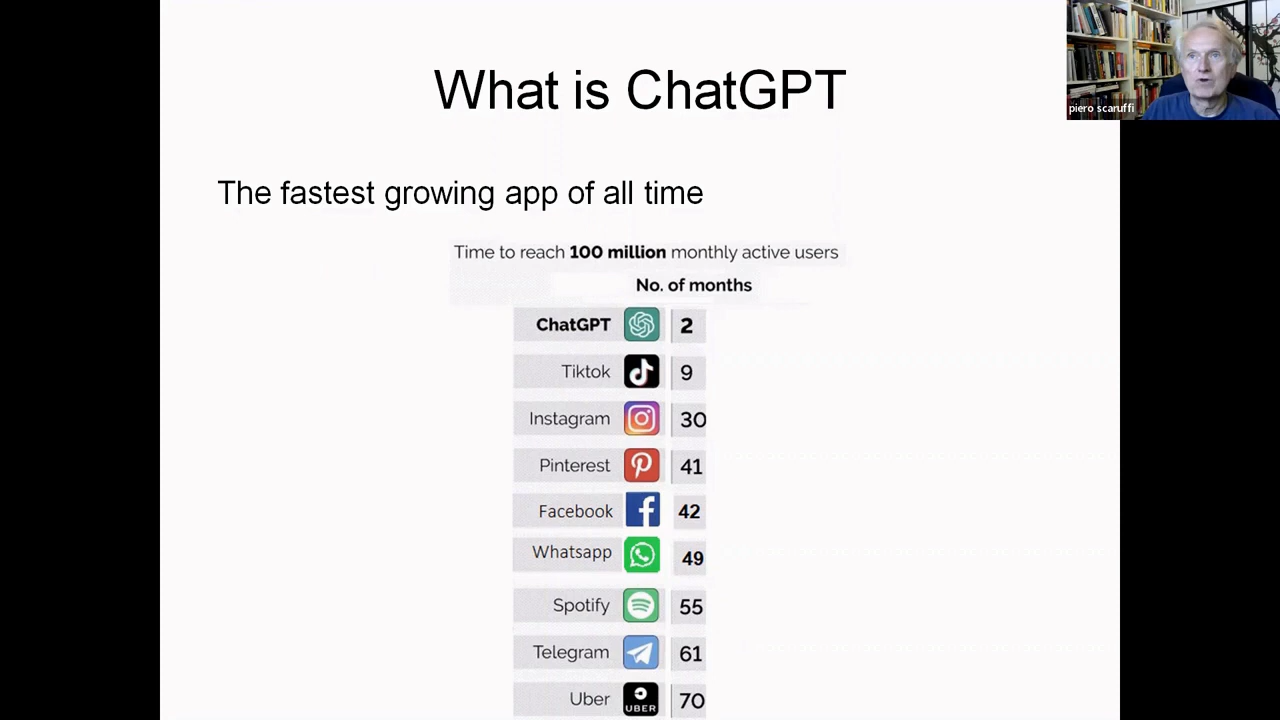 What is ChatGPT
piero scaruffi
The fastest growing app of all time
Time to reach 100 million monthly active users
No. of months
ChatGPT 2
Tiktok 9
Instagram 30
Pinterest 41
Facebook 42
Whatsapp 49
Spotify 55
Telegram 61
Uber UBER 70